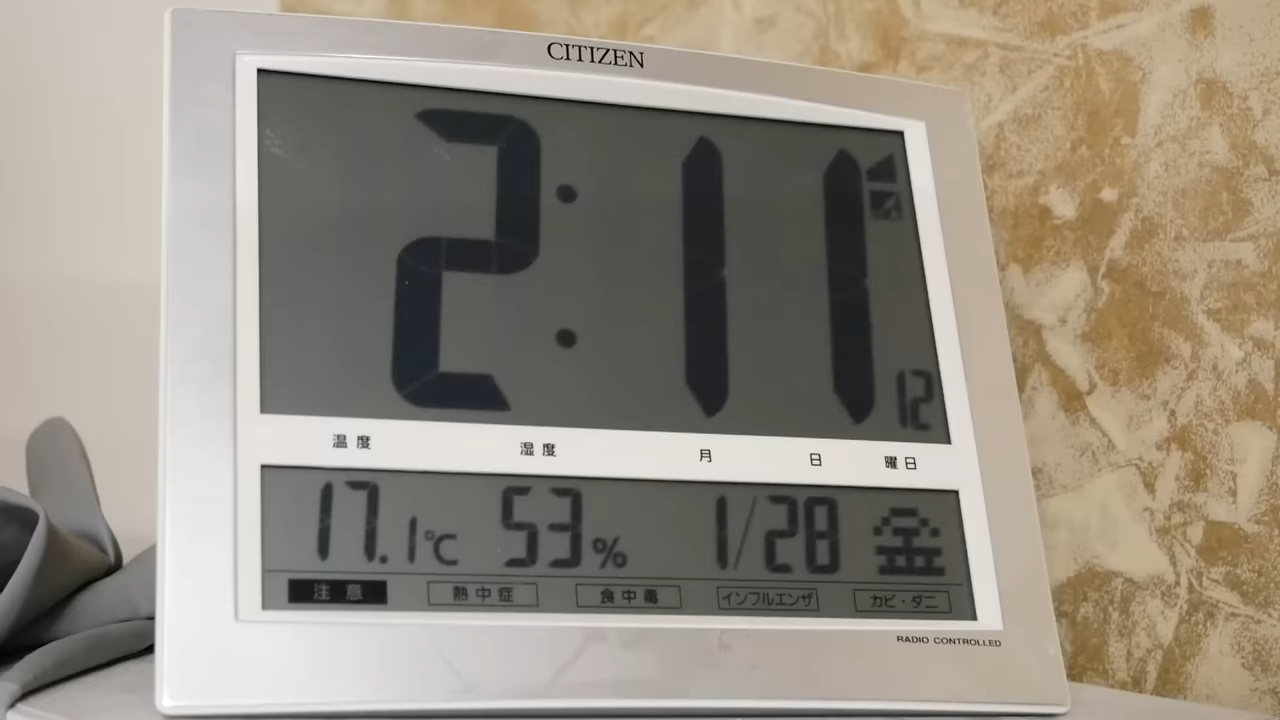 CITIZEN
2:11 12
温度 湿度 月 日 曜日
17.1℃ 53% 1/28 金
注意 熱中症 食中毒 インフルエンザ カビ・ダニ
RADIO CONTROLLED